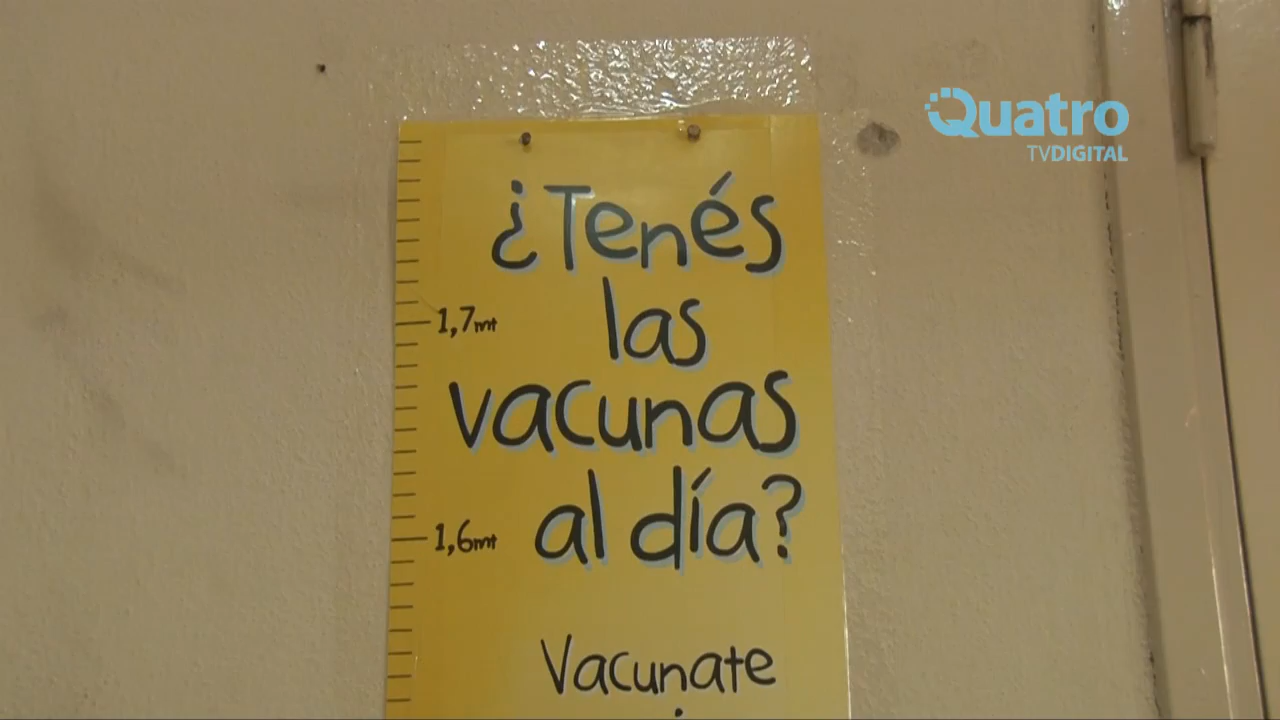 Quatro
TVDIGITAL
¿Tenés
las
1,7mt
vacunas
al día?
1,6mt
Vacunate